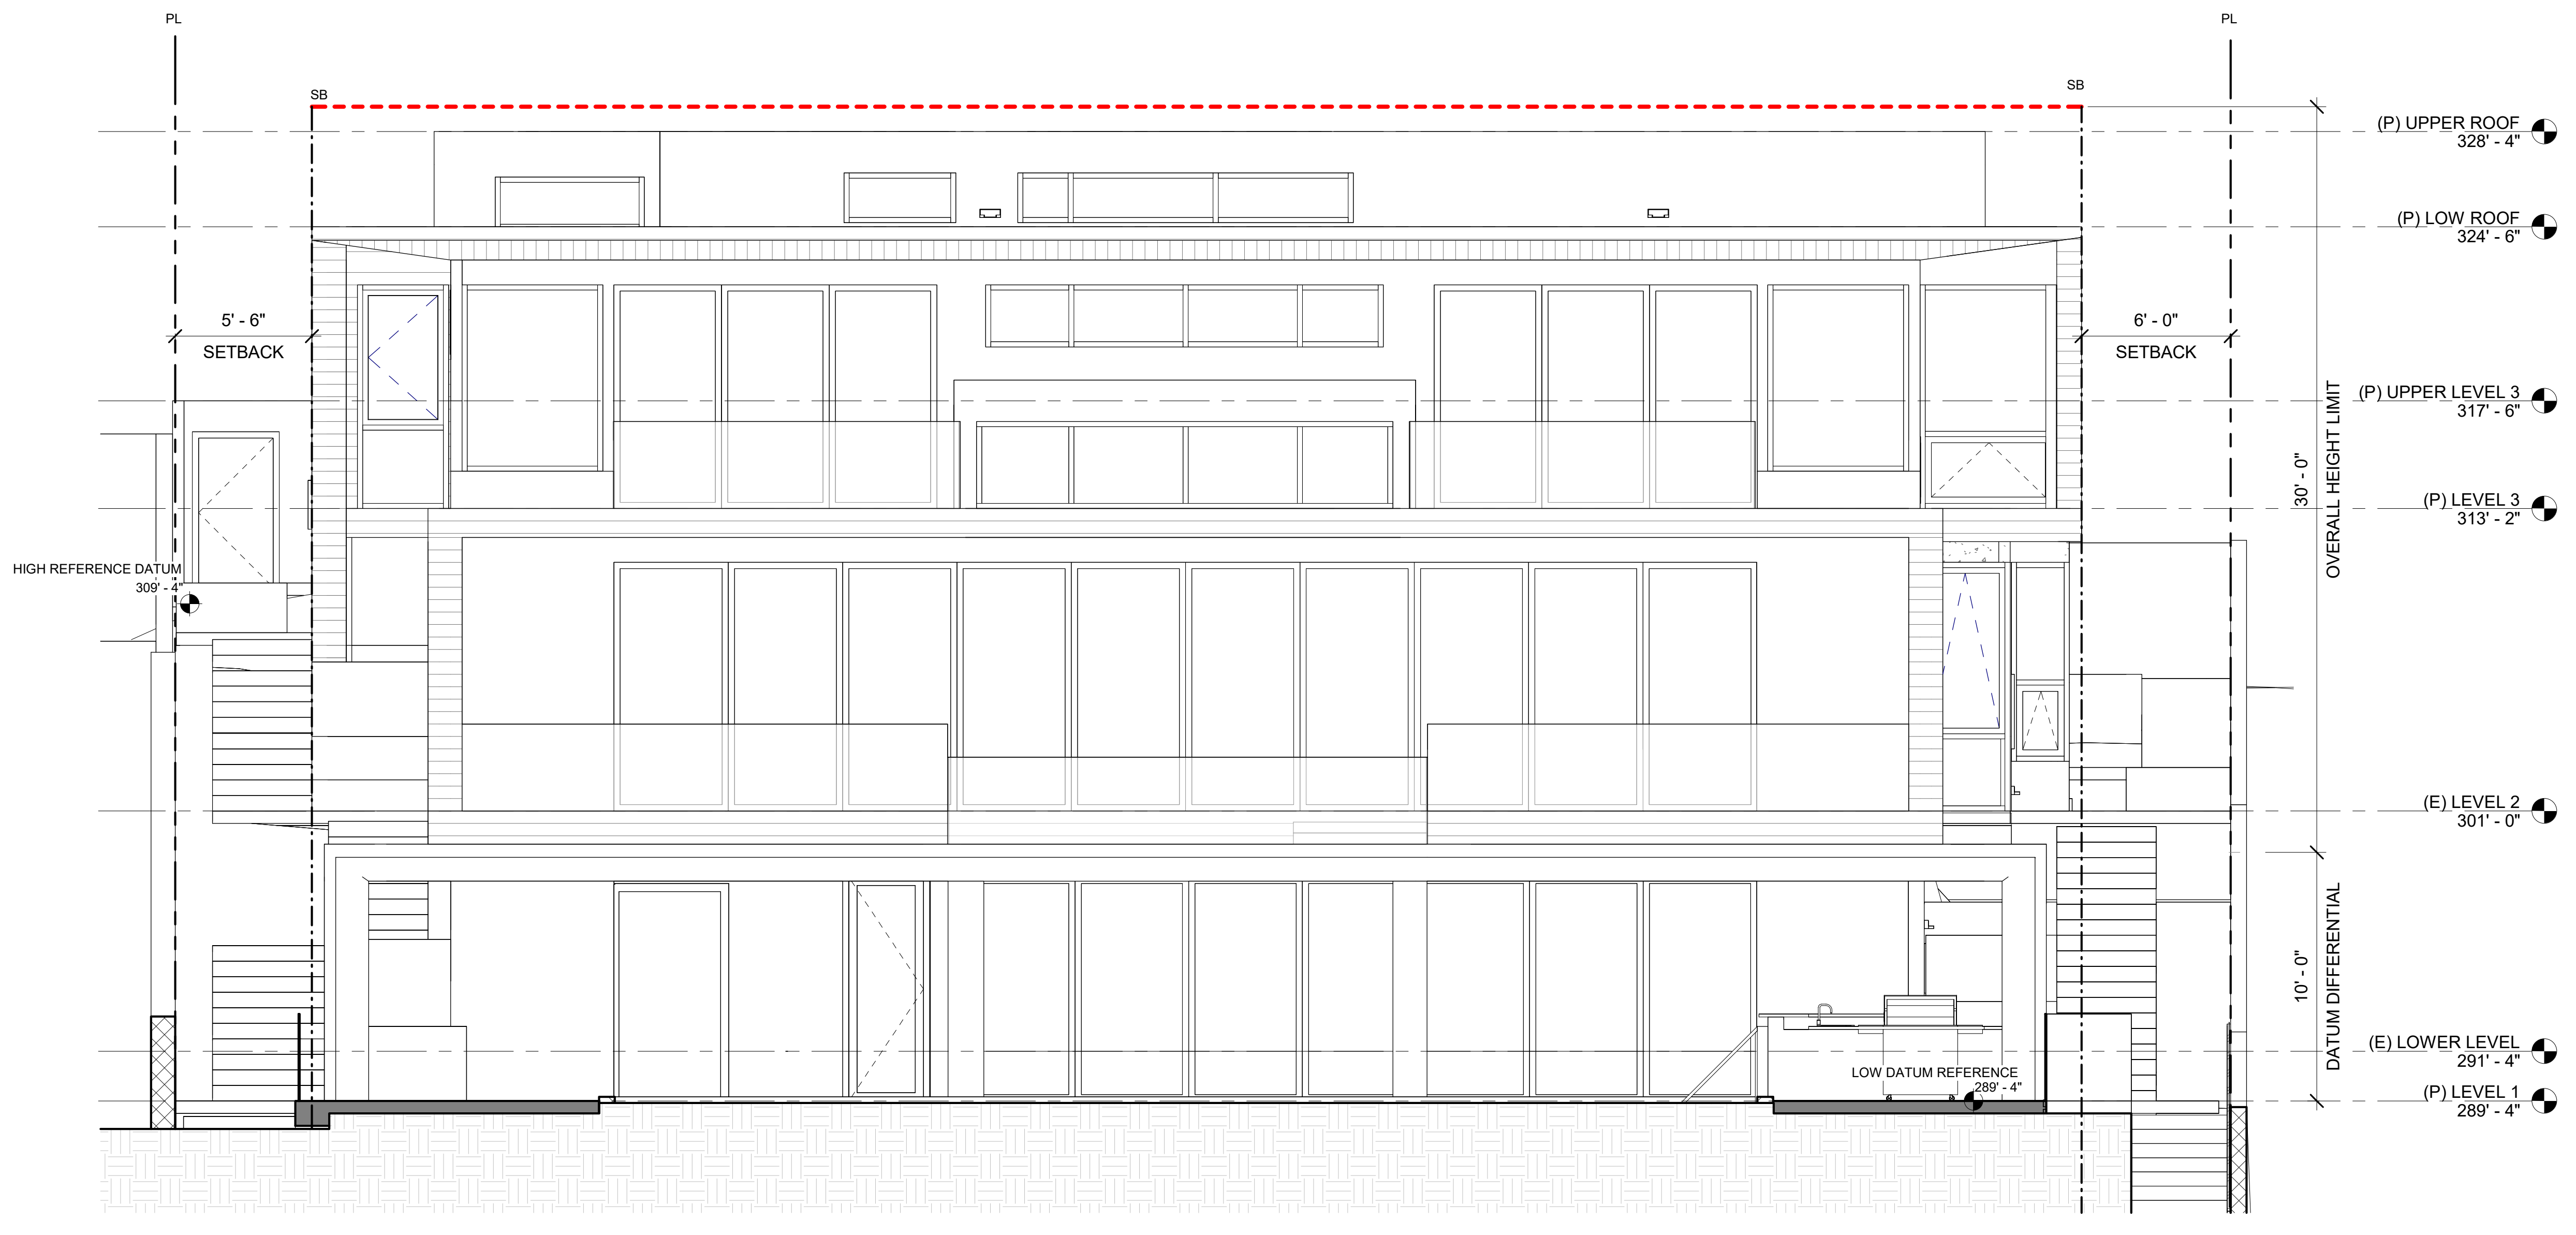 PL
PL
SB
SB
(P) UPPER ROOF
328' - 4"
(P) LOW ROOF
324' - 6"
5' - 6"
SETBACK
6' - 0"
SETBACK
(P) UPPER LEVEL 3
317' - 6"
30' - 0"
OVERALL HEIGHT LIMIT
(P) LEVEL 3
313' - 2"
HIGH REFERENCE DATUM
309' - 4"
(E) LEVEL 2
301' - 0"
10' - 0"
DATUM DIFFERENTIAL
(E) LOWER LEVEL
291' - 4"
LOW DATUM REFERENCE
289' - 4"
(P) LEVEL 1
289' - 4"